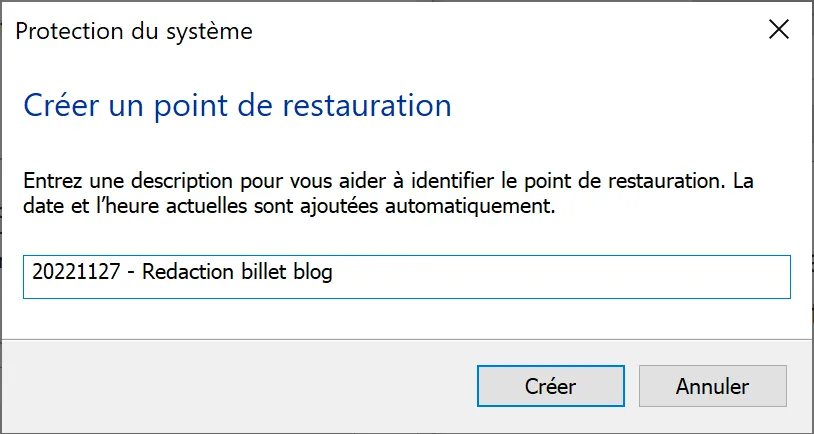 Protection du système
Créer un point de restauration
Entrez une description pour vous aider à identifier le point de restauration. La
date et l’heure actuelles sont ajoutées automatiquement.
20221127 - Redaction billet blog
Créer
Annuler